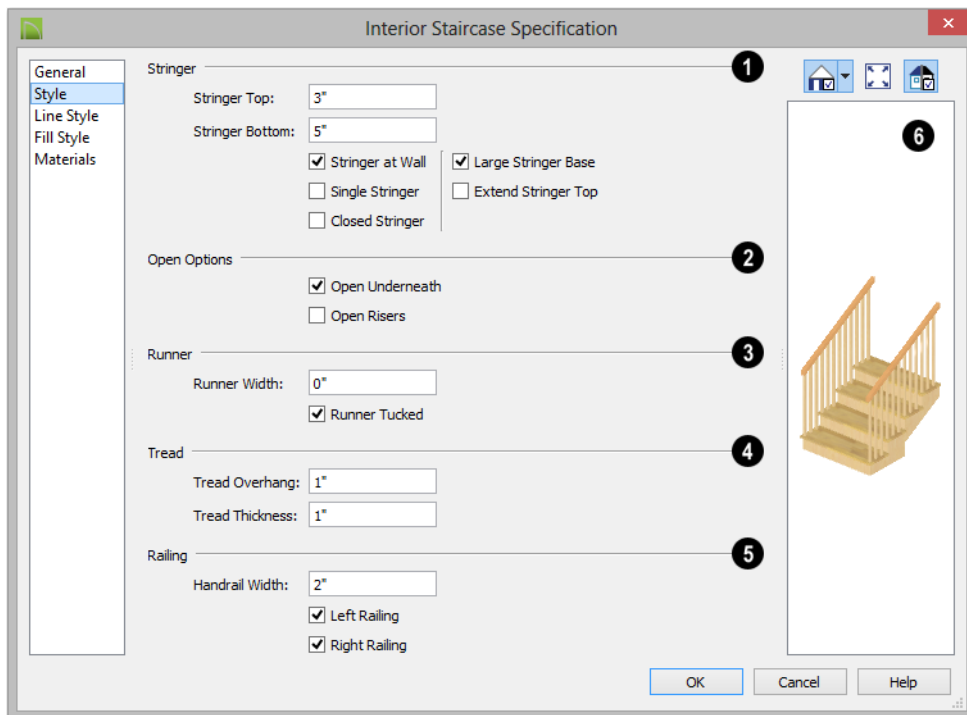 Interior Staircase Specification
General
Style
Line Style
Fill Style
Materials
Stringer
1
Stringer Top: 3"
Stringer Bottom: 5"
Stringer at Wall
Large Stringer Base
Single Stringer
Extend Stringer Top
Closed Stringer
Open Options
2
Open Underneath
Open Risers
Runner
3
Runner Width: 0"
Runner Tucked
Tread
4
Tread Overhang: 1"
Tread Thickness: 1"
Railing
5
Handrail Width: 2"
Left Railing
Right Railing
6
OK
Cancel
Help